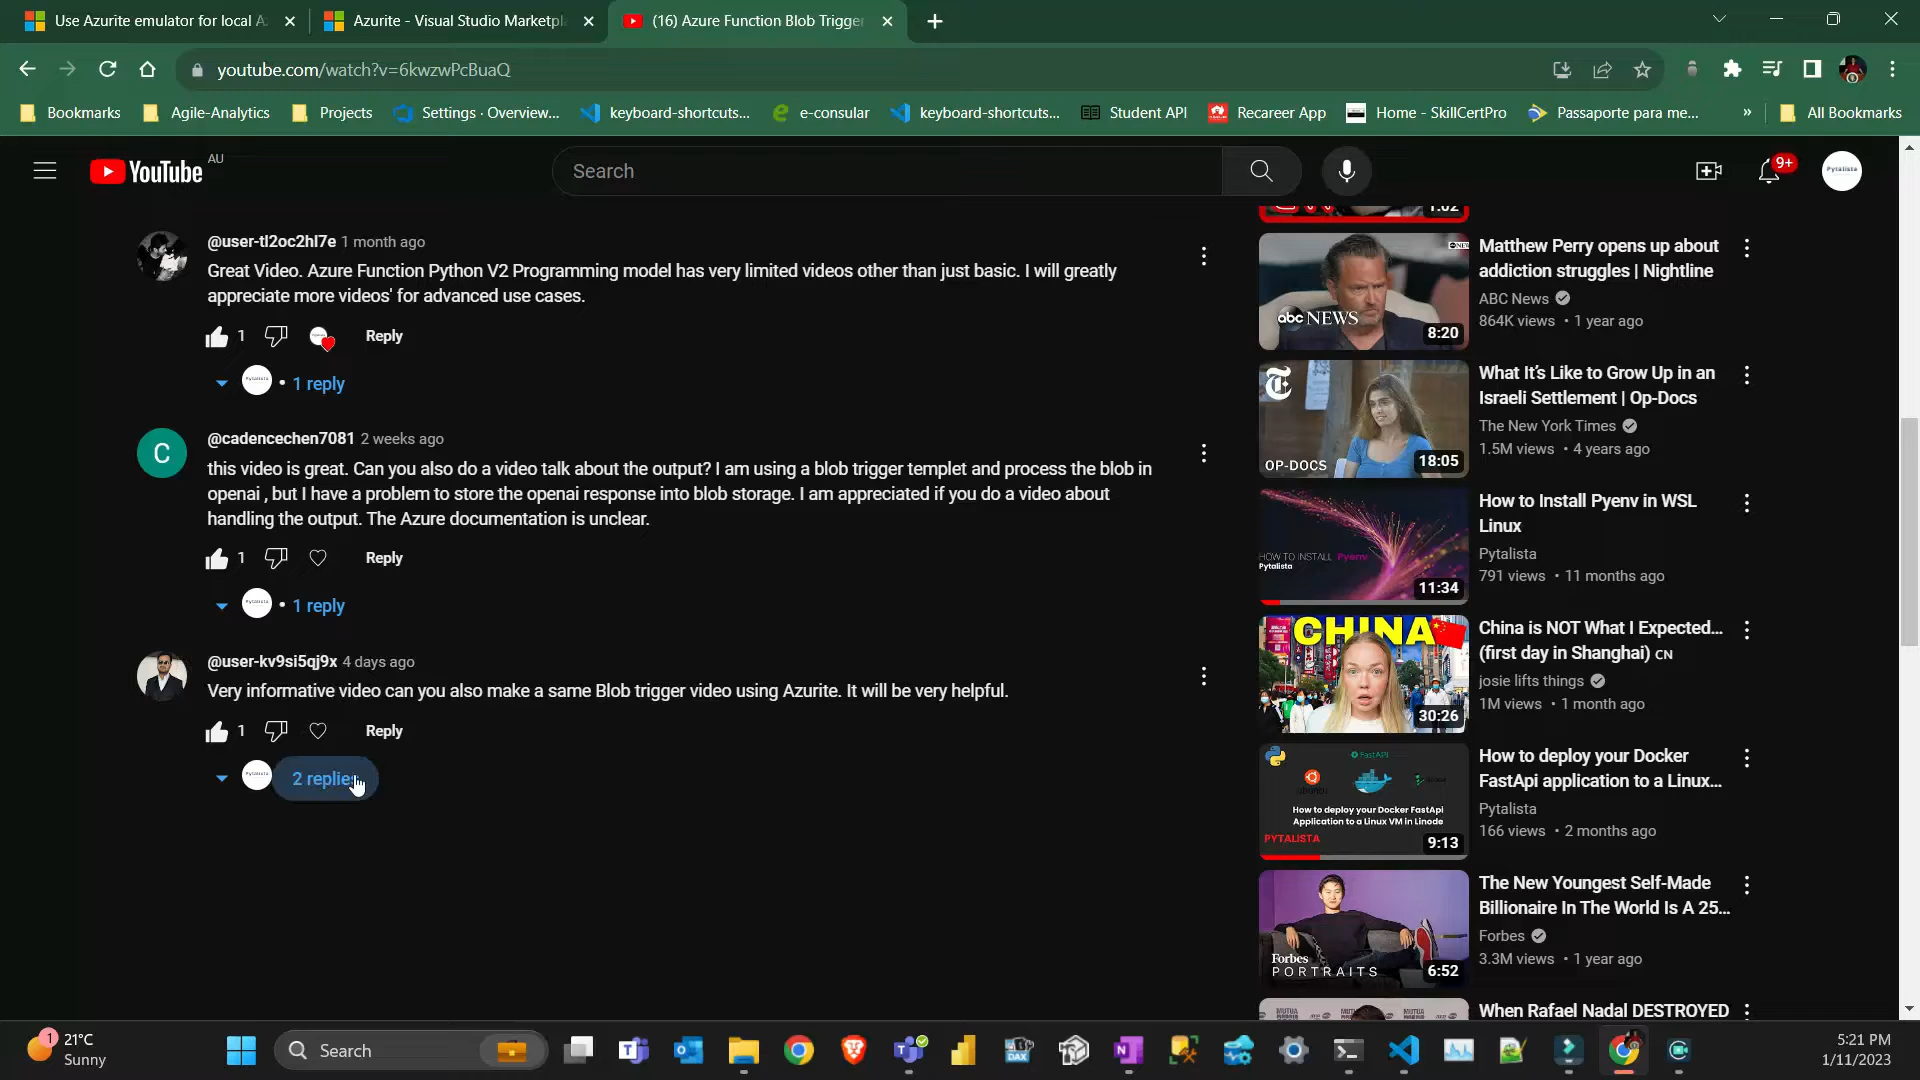 Use Azurite emulator for local A
Azurite - Visual Studio Marketpl
(16) Azure Function Blob Trigger
youtube.com/watch?v=6kwzwPcBuaQ
Bookmarks
Agile-Analytics
Projects
Settings · Overview...
keyboard-shortcuts...
e-consular
keyboard-shortcuts...
Student API
Recareer App
Home - SkillCertPro
Passaporte para me...
»
All Bookmarks
YouTube AU
Search
9+
Pytalista
@user-tl2oc2hl7e 1 month ago
Great Video. Azure Function Python V2 Programming model has very limited videos other than just basic. I will greatly
appreciate more videos' for advanced use cases.
1
Reply
• 1 reply
C
@cadencechen7081 2 weeks ago
this video is great. Can you also do a video talk about the output? I am using a blob trigger templet and process the blob in
openai , but I have a problem to store the openai response into blob storage. I am appreciated if you do a video about
handling the output. The Azure documentation is unclear.
1
Reply
• 1 reply
@user-kv9si5qj9x 4 days ago
Very informative video can you also make a same Blob trigger video using Azurite. It will be very helpful.
1
Reply
2 replies
1:02
abc NEWS
8:20
Matthew Perry opens up about
addiction struggles | Nightline
ABC News
864K views • 1 year ago
OP-DOCS
18:05
What It's Like to Grow Up in an
Israeli Settlement | Op-Docs
The New York Times
1.5M views • 4 years ago
HOW TO INSTALL Pyenv
Pytalista
11:34
How to Install Pyenv in WSL
Linux
Pytalista
791 views • 11 months ago
CHINA
30:26
China is NOT What I Expected...
(first day in Shanghai) CN
josie lifts things
1M views • 1 month ago
FastAPI
ubuntu
docker
How to deploy your Docker FastApi
Application to a Linux VM in Linode
PYTALISTA
9:13
How to deploy your Docker
FastApi application to a Linux...
Pytalista
166 views • 2 months ago
Forbes
PORTRAITS
6:52
The New Youngest Self-Made
Billionaire In The World Is A 25...
Forbes
3.3M views • 1 year ago
When Rafael Nadal DESTROYED
1
21°C
Sunny
Search
DAX
5:21 PM
1/11/2023